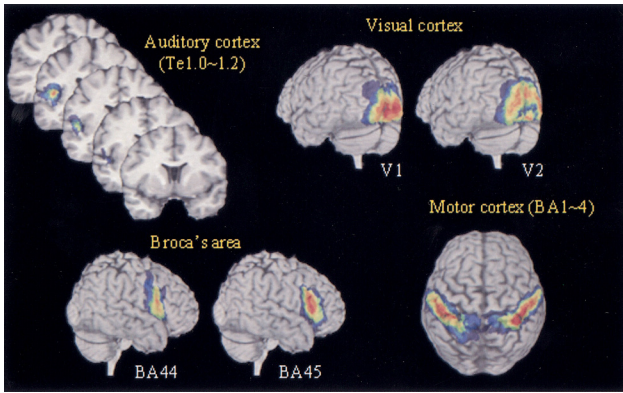 Auditory cortex
(Te1.0~1.2)
Visual cortex
V1
V2
Motor cortex (BA1~4)
Broca's area
BA44
BA45